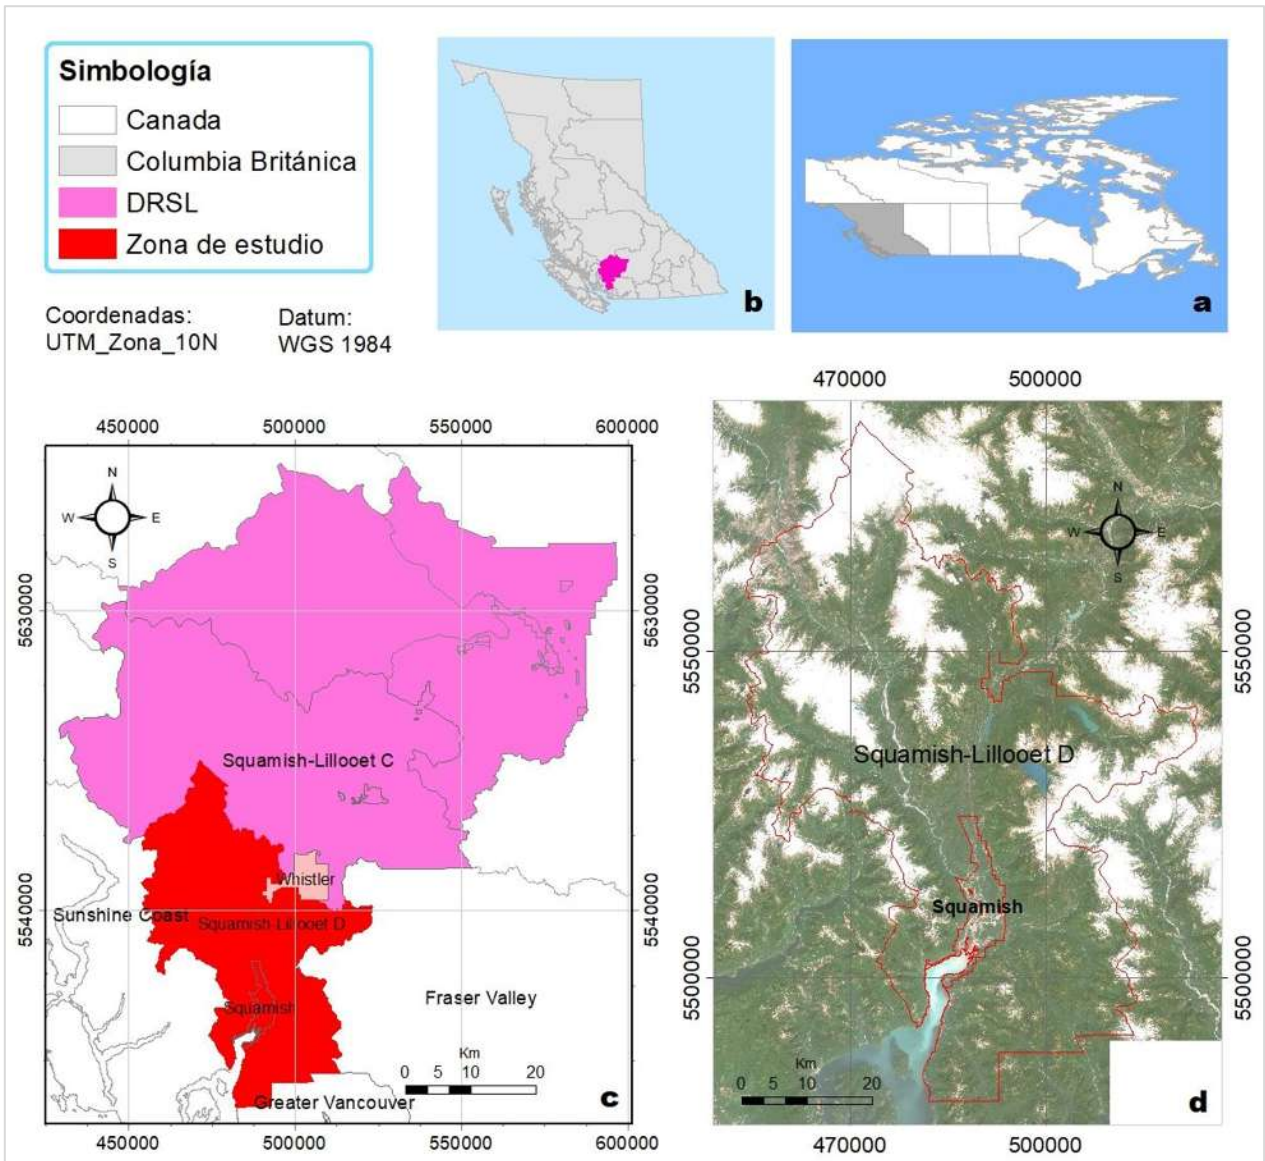 Simbología
Canada
Columbia Británica
DRSL
Zona de estudio
Coordenadas:
UTM_Zona_10N
Datum:
WGS 1984
b
a
450000 500000 550000 600000
N
W E
S
5630000
5630000
Squamish-Lillooet C
Whistler
5540000
5540000
Sunshine Coast
Squamish-Lillooet D
Squamish
Fraser Valley
Km
0 5 10 20
Greater Vancouver
c
450000 500000 550000 600000
470000 500000
N
W E
S
5550000
5550000
Squamish-Lillooet D
Squamish
5500000
5500000
Km
0 5 10 20
d
470000 500000